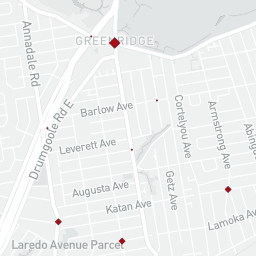 Annadale Rd
GREENRIDGE
Drumgoole Rd E
Barlow Ave
Cortelyou Ave
Armstrong Ave
Leverett Ave
Augusta Ave
Getz Ave
Katan Ave
Lamoka Ave
Laredo Avenue Parcel